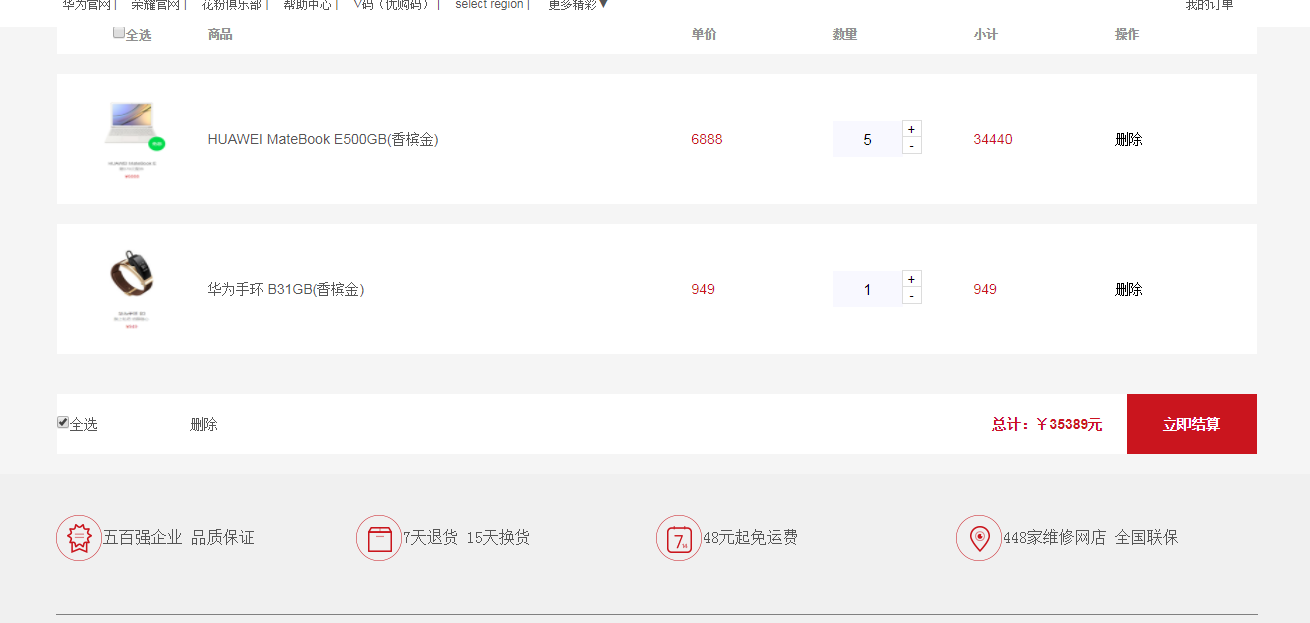 华为官网 | 荣耀官网 | 花粉俱乐部 | 帮助中心 | V码（优购码） | select region | 更多精彩▼ 我的订单
全选 商品 单价 数量 小计 操作
HUAWEI MateBook E500GB(香槟金) 6888 5 + - 34440 删除
华为手环 B31GB(香槟金) 949 1 + - 949 删除
全选 删除 总计：￥35389元 立即结算
五百强企业 品质保证 7天退货 15天换货 48元起免运费 448家维修网店 全国联保